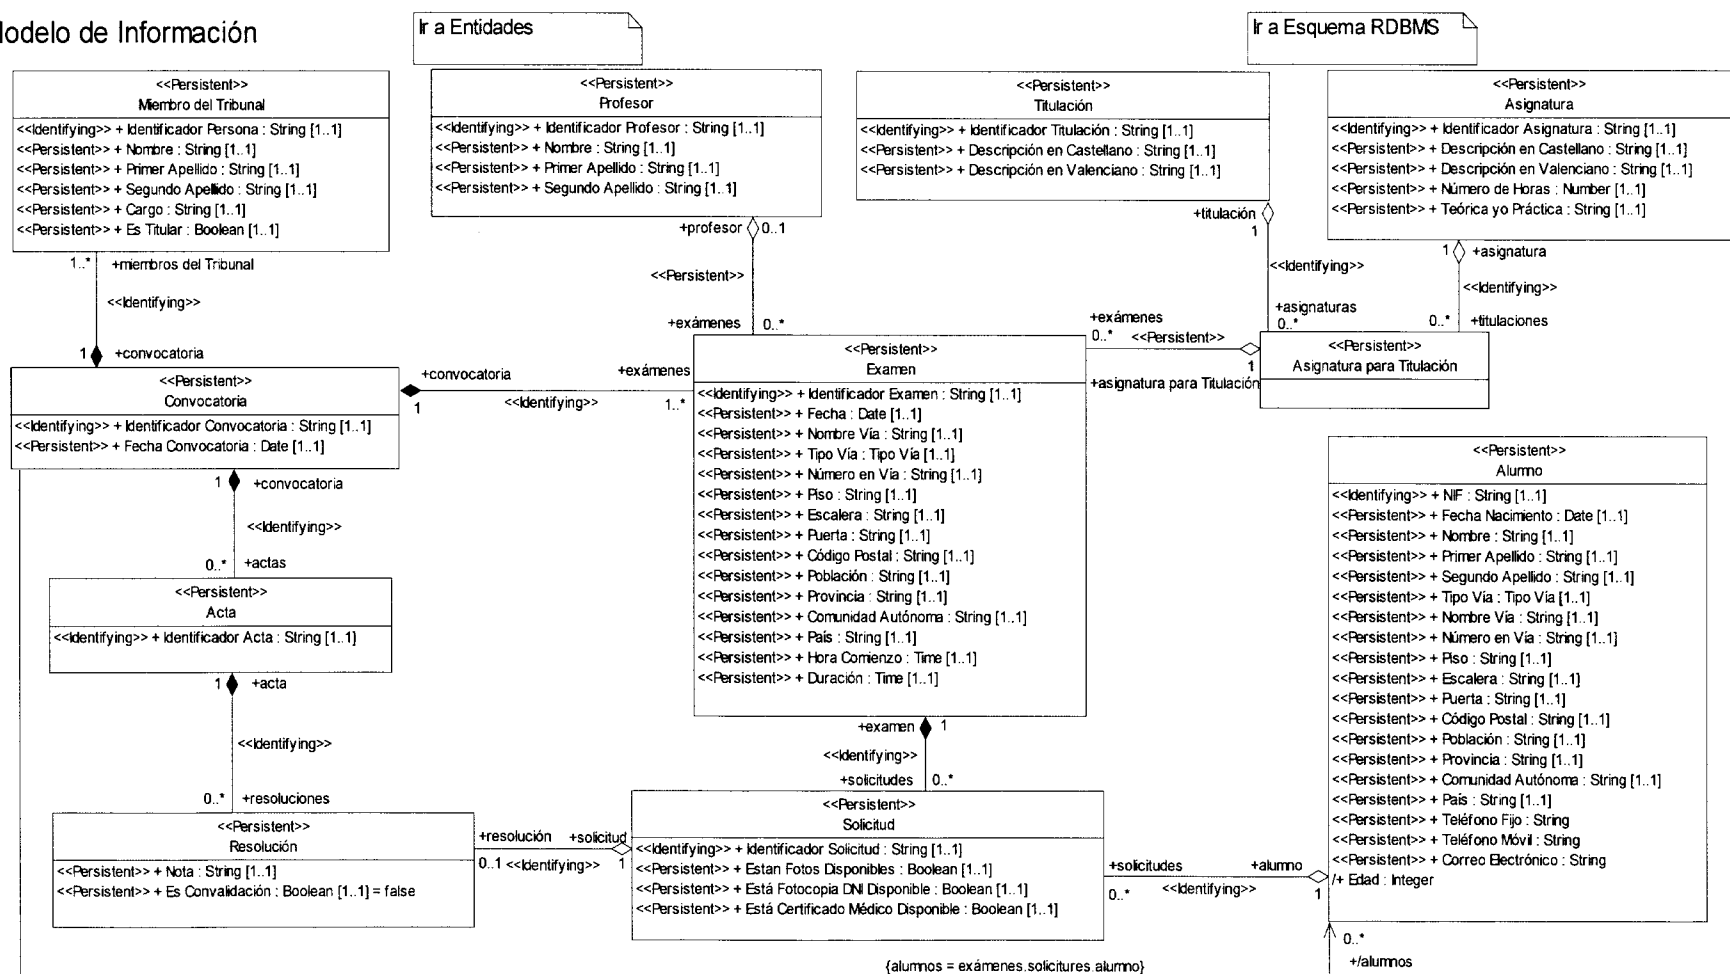 Modelo de Información
Ir a Entidades
Ir a Esquema RDBMS
<<Persistent>>
Miembro del Tribunal
<<Identifying>> + Identificador Persona : String [1..1]
<<Persistent>> + Nombre : String [1..1]
<<Persistent>> + Primer Apellido : String [1..1]
<<Persistent>> + Segundo Apellido : String [1..1]
<<Persistent>> + Cargo : String [1..1]
<<Persistent>> + Es Titular : Boolean [1..1]
<<Persistent>>
Profesor
<<Identifying>> + Identificador Profesor : String [1..1]
<<Persistent>> + Nombre : String [1..1]
<<Persistent>> + Primer Apellido : String [1..1]
<<Persistent>> + Segundo Apellido : String [1..1]
<<Persistent>>
Titulación
<<Identifying>> + Identificador Titulación : String [1..1]
<<Persistent>> + Descripción en Castellano : String [1..1]
<<Persistent>> + Descripción en Valenciano : String [1..1]
<<Persistent>>
Asignatura
<<Identifying>> + Identificador Asignatura : String [1..1]
<<Persistent>> + Descripción en Castellano : String [1..1]
<<Persistent>> + Descripción en Valenciano : String [1..1]
<<Persistent>> + Número de Horas : Number [1..1]
<<Persistent>> + Teórica yo Práctica : String [1..1]
1..* +miembros del Tribunal
<<Identifying>>
1 +convocatoria
+profesor 0..1
<<Persistent>>
+exámenes 0..*
+titulación
1
<<Identifying>>
+asignaturas
0..*
1 +asignatura
<<Identifying>>
0..* +titulaciones
<<Persistent>>
Convocatoria
<<Identifying>> + Identificador Convocatoria : String [1..1]
<<Persistent>> + Fecha Convocatoria : Date [1..1]
+convocatoria +exámenes
1 <<Identifying>> 1..*
<<Persistent>>
Examen
<<Identifying>> + Identificador Examen : String [1..1]
<<Persistent>> + Fecha : Date [1..1]
<<Persistent>> + Nombre Vía : String [1..1]
<<Persistent>> + Tipo Vía : Tipo Vía [1..1]
<<Persistent>> + Número en Vía : String [1..1]
<<Persistent>> + Piso : String [1..1]
<<Persistent>> + Escalera : String [1..1]
<<Persistent>> + Puerta : String [1..1]
<<Persistent>> + Código Postal : String [1..1]
<<Persistent>> + Población : String [1..1]
<<Persistent>> + Provincia : String [1..1]
<<Persistent>> + Comunidad Autónoma : String [1..1]
<<Persistent>> + País : String [1..1]
<<Persistent>> + Hora Comienzo : Time [1..1]
<<Persistent>> + Duración : Time [1..1]
+exámenes
0..* <<Persistent>>
1
+asignatura para Titulación
<<Persistent>>
Asignatura para Titulación
1 +convocatoria
<<Identifying>>
0..* +actas
<<Persistent>>
Acta
<<Identifying>> + Identificador Acta : String [1..1]
1 +acta
<<Identifying>>
0..* +resoluciones
<<Persistent>>
Resolución
<<Persistent>> + Nota : String [1..1]
<<Persistent>> + Es Convalidación : Boolean [1..1] = false
+resolución +solicitud
0..1 <<Identifying>> 1
+examen 1
<<Identifying>>
+solicitudes 0..*
<<Persistent>>
Solicitud
<<Identifying>> + Identificador Solicitud : String [1..1]
<<Persistent>> + Estan Fotos Disponibles : Boolean [1..1]
<<Persistent>> + Está Fotocopia DNI Disponible : Boolean [1..1]
<<Persistent>> + Está Certificado Médico Disponible : Boolean [1..1]
+solicitudes +alumno
0..* <<Identifying>> 1
<<Persistent>>
Alumno
<<Identifying>> + NIF : String [1..1]
<<Persistent>> + Fecha Nacimiento : Date [1..1]
<<Persistent>> + Nombre : String [1..1]
<<Persistent>> + Primer Apellido : String [1..1]
<<Persistent>> + Segundo Apellido : String [1..1]
<<Persistent>> + Tipo Vía : Tipo Vía [1..1]
<<Persistent>> + Nombre Vía : String [1..1]
<<Persistent>> + Número en Vía : String [1..1]
<<Persistent>> + Piso : String [1..1]
<<Persistent>> + Escalera : String [1..1]
<<Persistent>> + Puerta : String [1..1]
<<Persistent>> + Código Postal : String [1..1]
<<Persistent>> + Población : String [1..1]
<<Persistent>> + Provincia : String [1..1]
<<Persistent>> + Comunidad Autónoma : String [1..1]
<<Persistent>> + País : String [1..1]
<<Persistent>> + Teléfono Fijo : String
<<Persistent>> + Teléfono Móvil : String
<<Persistent>> + Correo Electrónico : String
/+ Edad : Integer
0..*
+/alumnos
{alumnos = exámenes.solicitures.alumno}